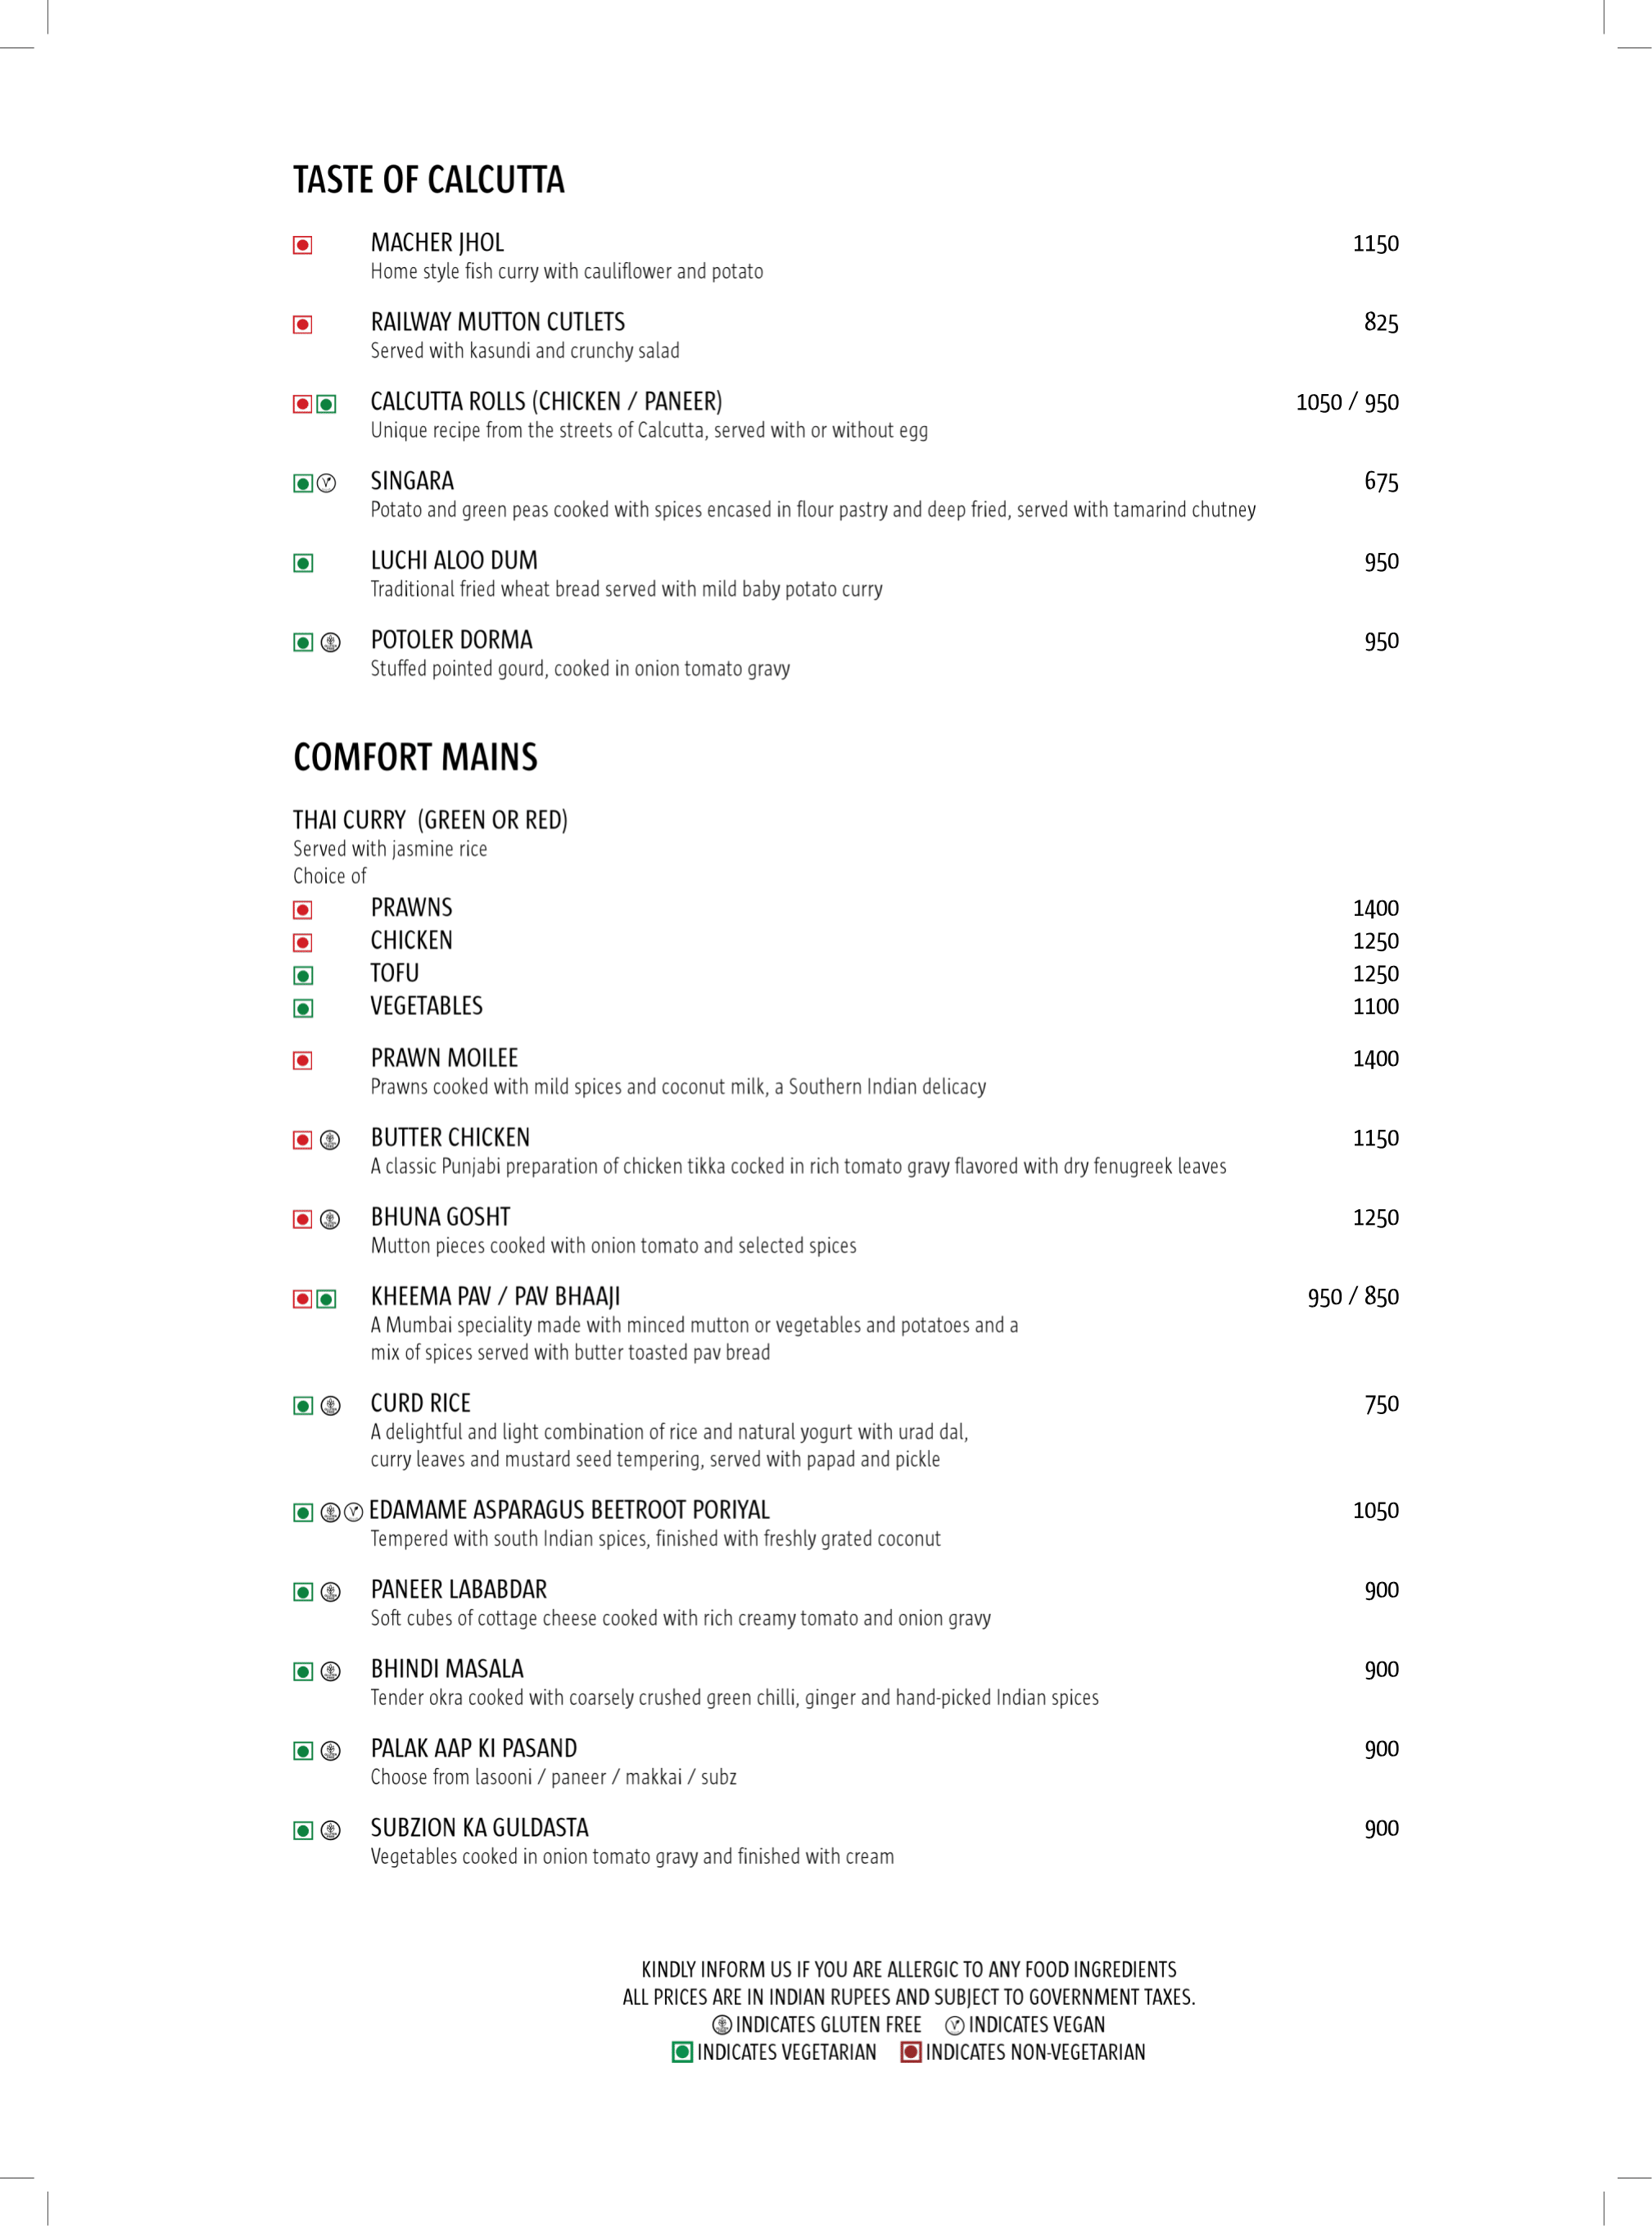 TASTE OF CALCUTTA
MACHER JHOL 1150
Home style fish curry with cauliflower and potato
RAILWAY MUTTON CUTLETS 825
Served with kasundi and crunchy salad
CALCUTTA ROLLS (CHICKEN / PANEER) 1050 / 950
Unique recipe from the streets of Calcutta, served with or without egg
SINGARA 675
Potato and green peas cooked with spices encased in flour pastry and deep fried, served with tamarind chutney
LUCHI ALOO DUM 950
Traditional fried wheat bread served with mild baby potato curry
POTOLER DORMA 950
Stuffed pointed gourd, cooked in onion tomato gravy
COMFORT MAINS
THAI CURRY (GREEN OR RED)
Served with jasmine rice
Choice of
PRAWNS 1400
CHICKEN 1250
TOFU 1250
VEGETABLES 1100
PRAWN MOILEE 1400
Prawns cooked with mild spices and coconut milk, a Southern Indian delicacy
BUTTER CHICKEN 1150
A classic Punjabi preparation of chicken tikka cocked in rich tomato gravy flavored with dry fenugreek leaves
BHUNA GOSHT 1250
Mutton pieces cooked with onion tomato and selected spices
KHEEMA PAV / PAV BHAAJI 950 / 850
A Mumbai speciality made with minced mutton or vegetables and potatoes and a
mix of spices served with butter toasted pav bread
CURD RICE 750
A delightful and light combination of rice and natural yogurt with urad dal,
curry leaves and mustard seed tempering, served with papad and pickle
EDAMAME ASPARAGUS BEETROOT PORIYAL 1050
Tempered with south Indian spices, finished with freshly grated coconut
PANEER LABABDAR 900
Soft cubes of cottage cheese cooked with rich creamy tomato and onion gravy
BHINDI MASALA 900
Tender okra cooked with coarsely crushed green chilli, ginger and hand-picked Indian spices
PALAK AAP KI PASAND 900
Choose from lasooni / paneer / makkai / subz
SUBZION KA GULDASTA 900
Vegetables cooked in onion tomato gravy and finished with cream
KINDLY INFORM US IF YOU ARE ALLERGIC TO ANY FOOD INGREDIENTS
ALL PRICES ARE IN INDIAN RUPEES AND SUBJECT TO GOVERNMENT TAXES.
INDICATES GLUTEN FREE INDICATES VEGAN
INDICATES VEGETARIAN INDICATES NON-VEGETARIAN